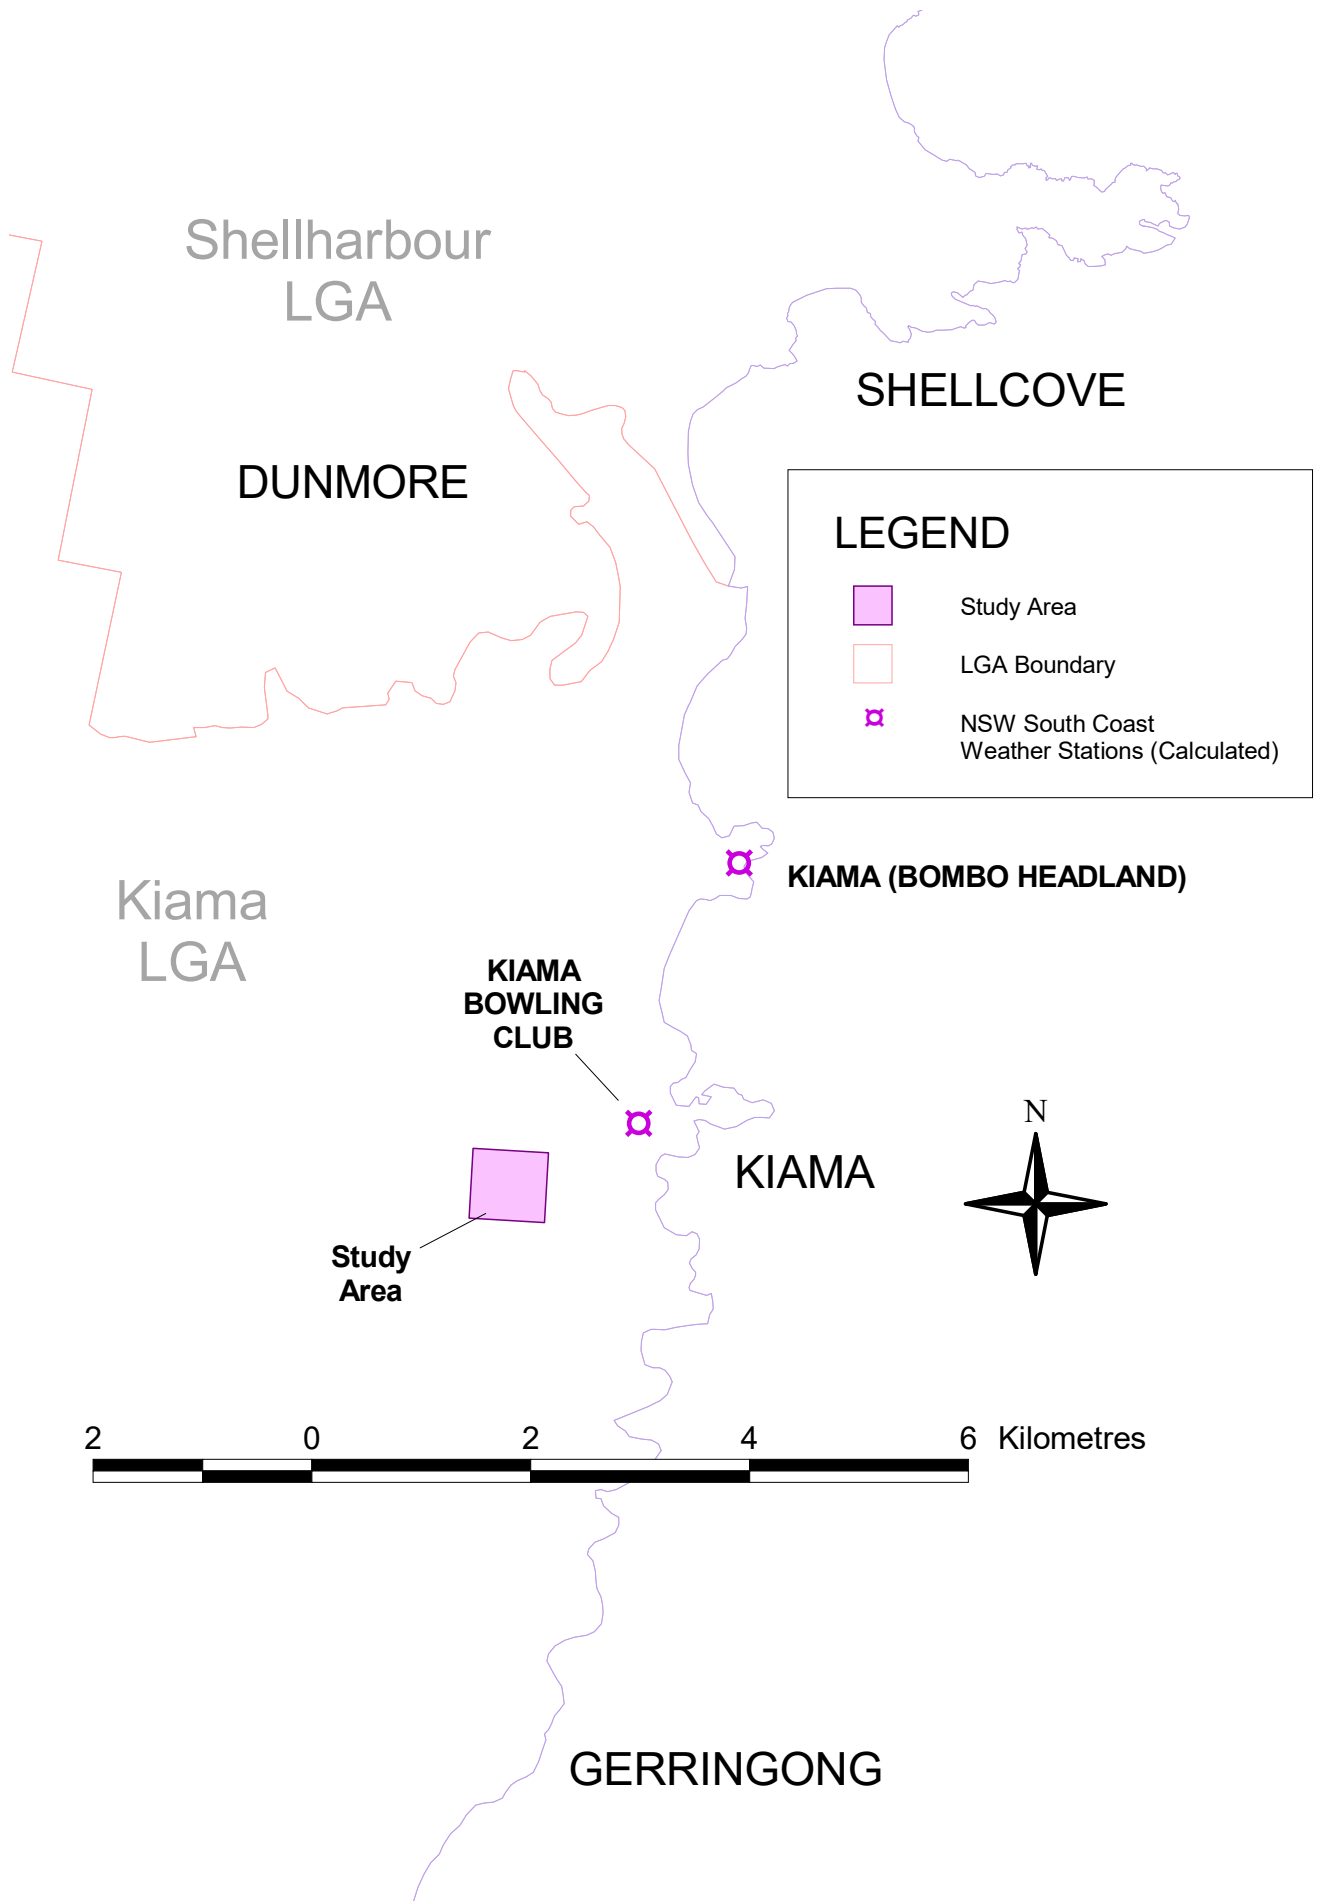 Shellharbour
LGA
SHELLCOVE
DUNMORE
LEGEND
Study Area
LGA Boundary
NSW South Coast
Weather Stations (Calculated)
KIAMA (BOMBO HEADLAND)
Kiama
LGA
KIAMA
BOWLING
CLUB
N
KIAMA
Study
Area
2 0 2 4 6 Kilometres
GERRINGONG